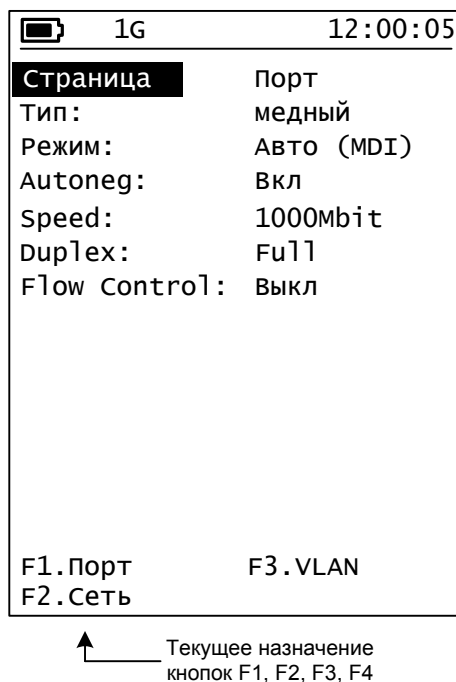 1G 12:00:05
Страница Порт
Тип: медный
Режим: Авто (MDI)
Autoneg: Вкл
Speed: 1000Mbit
Duplex: Full
Flow Control: Выкл
F1.Порт F3.VLAN
F2.Сеть
Текущее назначение
кнопок F1, F2, F3, F4